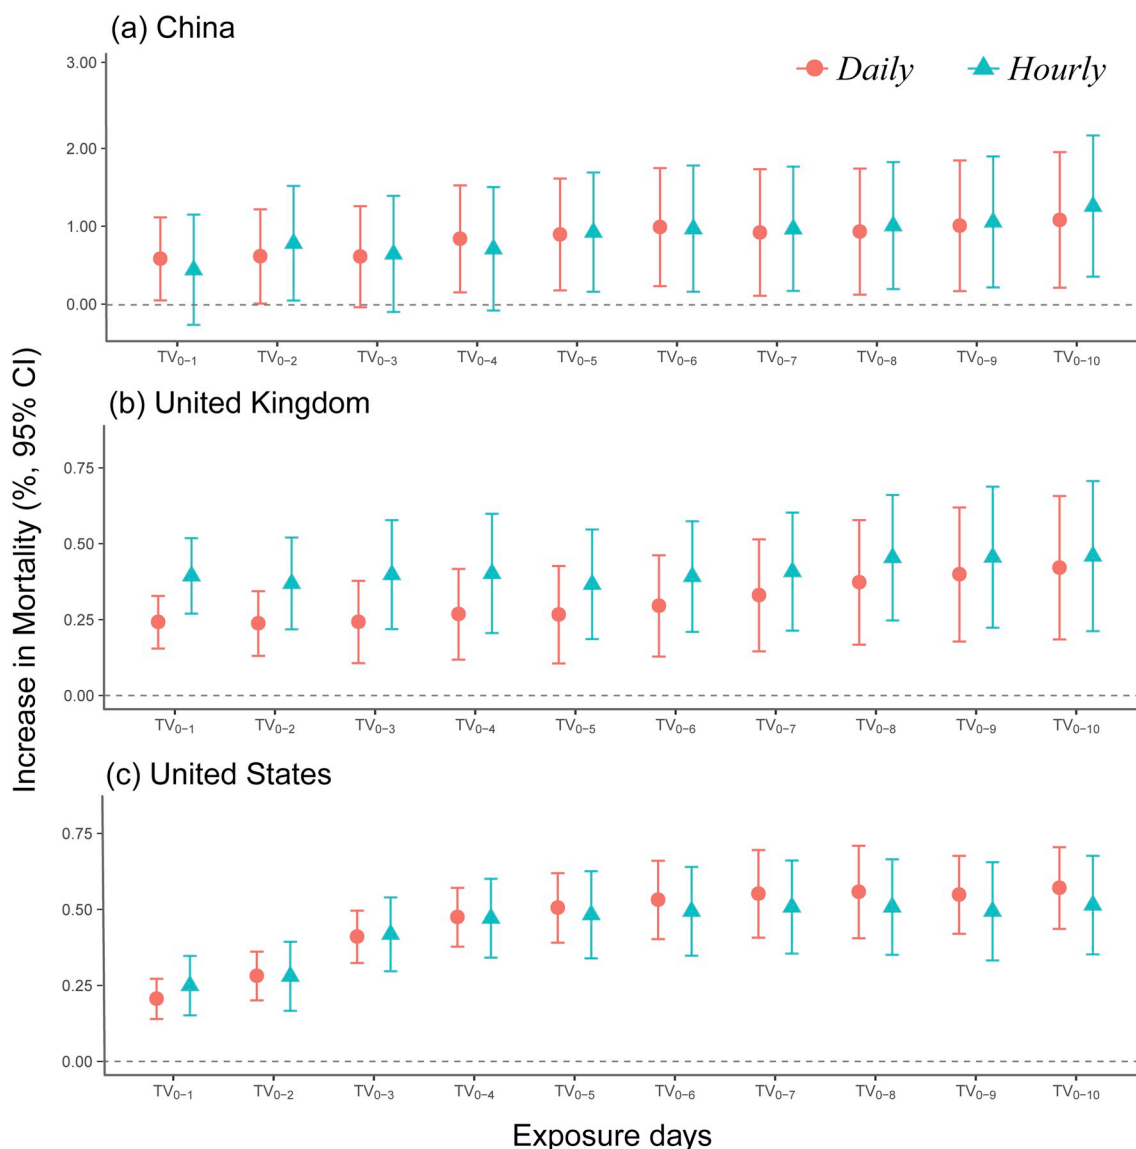 (a) China
Daily Hourly
3.00
2.00
1.00
0.00
TV0−1 TV0−2 TV0−3 TV0−4 TV0−5 TV0−6 TV0−7 TV0−8 TV0−9 TV0−10
Increase in Mortality (%, 95% CI)
(b) United Kingdom
0.75
0.50
0.25
0.00
TV0−1 TV0−2 TV0−3 TV0−4 TV0−5 TV0−6 TV0−7 TV0−8 TV0−9 TV0−10
(c) United States
0.75
0.50
0.25
0.00
TV0−1 TV0−2 TV0−3 TV0−4 TV0−5 TV0−6 TV0−7 TV0−8 TV0−9 TV0−10
Exposure days